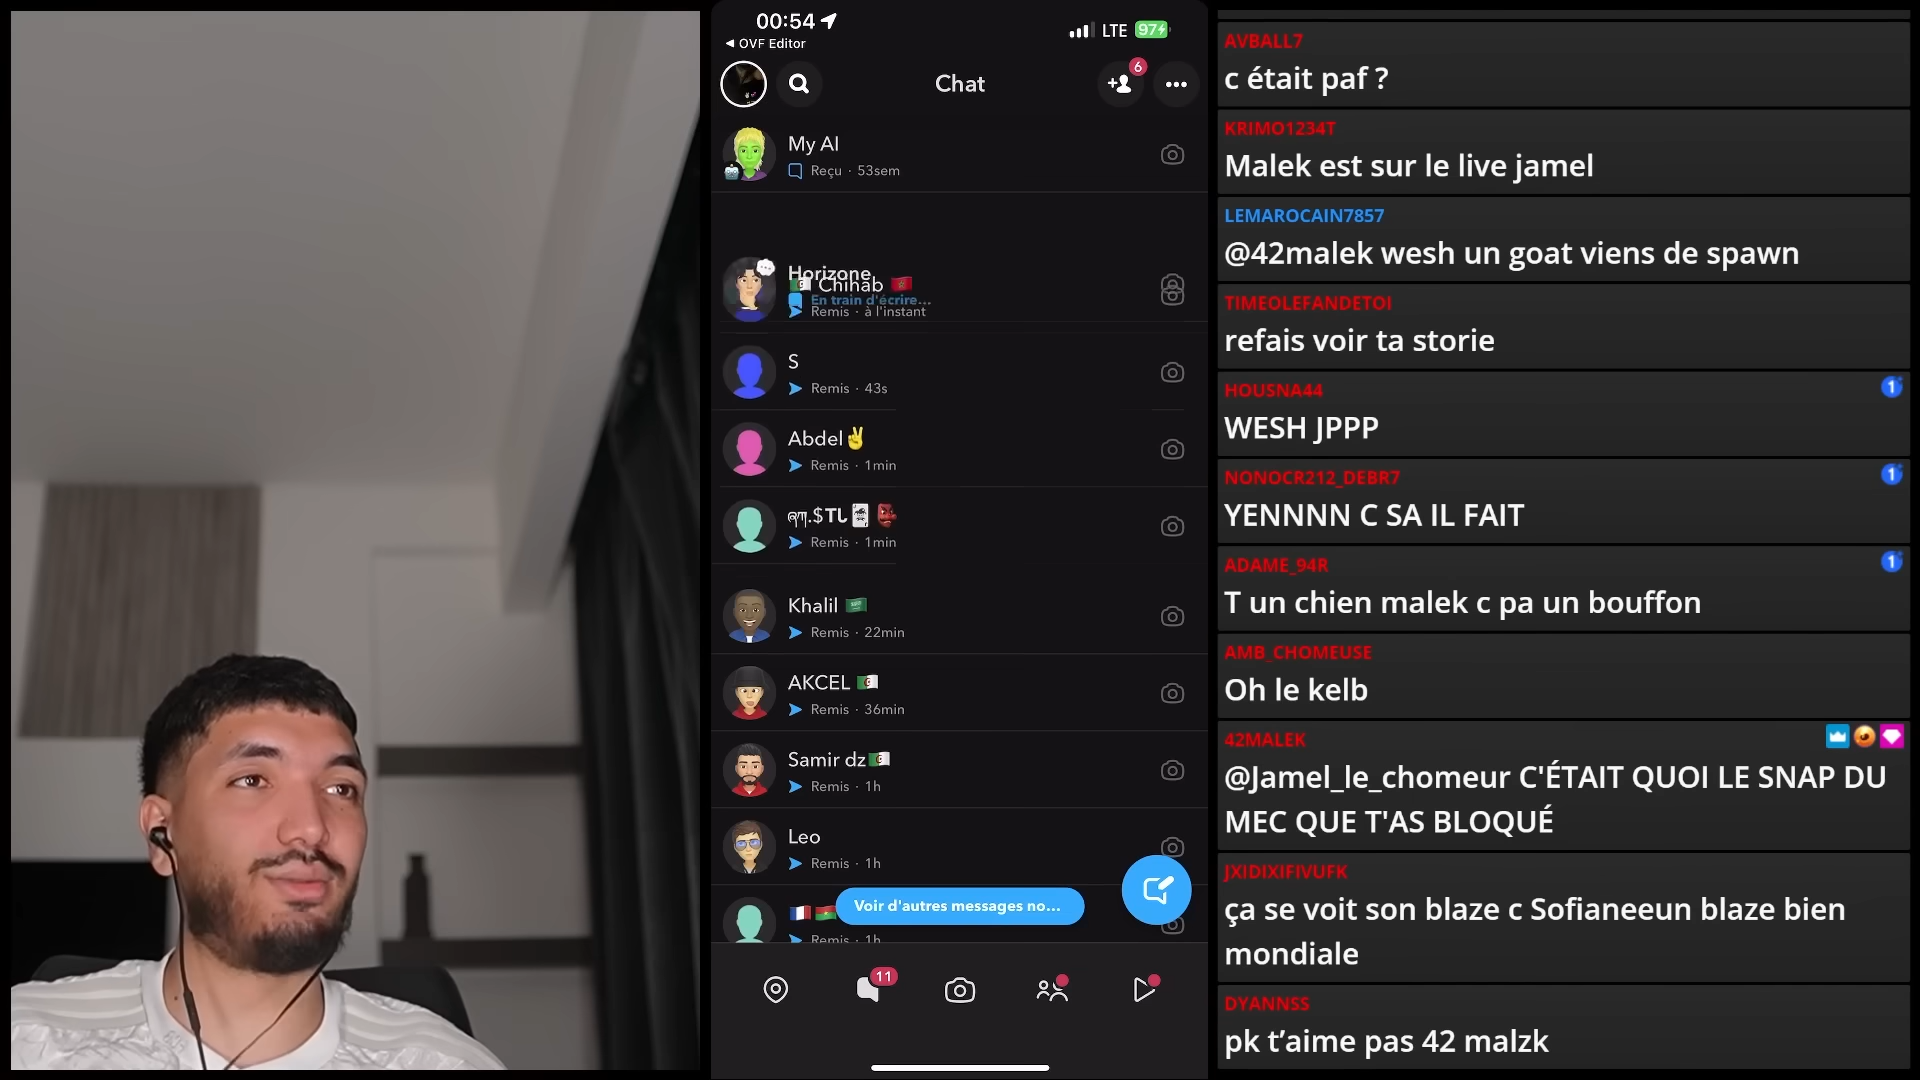 00:54
LTE 97
◄ OVF Editor
6
Chat
My AI
Reçu · 53sem
Horizone
Chihab
En train d'écrire...
Remis · à l'instant
S
Remis · 43s
Abdel✌
Remis · 1min
Remis · 1min
Khalil 🇸🇦
Remis · 22min
AKCEL 🇩🇿
Remis · 36min
Samir dz🇩🇿
Remis · 1h
Leo
Remis · 1h
Voir d'autres messages no...
Remis · 1h
11
AVBALL7
c était paf ?
KRIMO1234T
Malek est sur le live jamel
LEMAROCAIN7857
@42malek wesh un goat viens de spawn
TIMEOLEFANDETOI
refais voir ta storie
HOUSNA44
1
WESH JPPP
NONOCR212_DEBR7
1
YENNNN C SA IL FAIT
ADAME_94R
1
T un chien malek c pa un bouffon
AMB_CHOMEUSE
Oh le kelb
42MALEK
@Jamel_le_chomeur C'ÉTAIT QUOI LE SNAP DU
MEC QUE T'AS BLOQUÉ
JXIDIXIFIVUFK
ça se voit son blaze c Sofianeeun blaze bien
mondiale
DYANNSS
pk t’aime pas 42 malzk